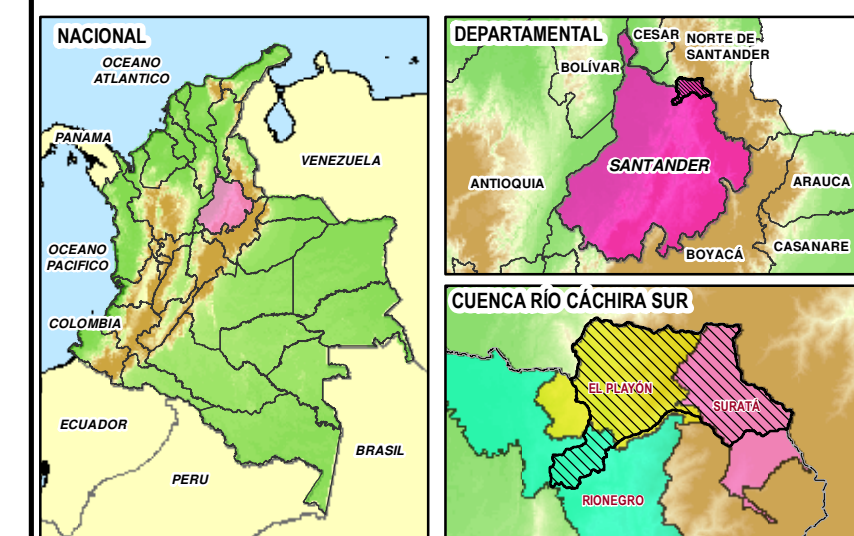 NACIONAL
OCEANO
ATLANTICO
PANAMA
VENEZUELA
OCEANO
PACIFICO
COLOMBIA
ECUADOR
PERU
BRASIL
DEPARTAMENTAL
CESAR
NORTE DE
SANTANDER
BOLÍVAR
SANTANDER
ANTIOQUIA
ARAUCA
BOYACÁ
CASANARE
CUENCA RÍO CÁCHIRA SUR
EL PLAYÓN
SURATÁ
RIONEGRO